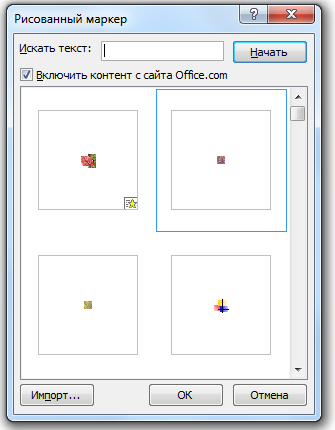 Рисованный маркер
Искать текст:
Начать
Включить контент с сайта Office.com
Импорт...
ОК
Отмена